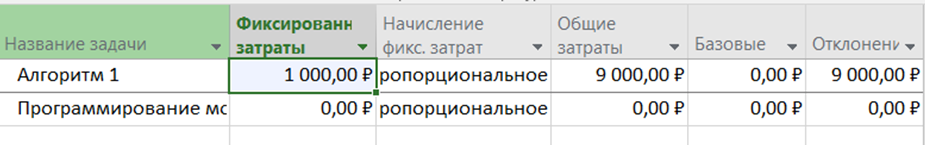 Название задачи Фиксированн затраты Начисление фикс. затрат Общие затраты Базовые Отклонени
Алгоритм 1 1 000,00 ₽ ропорциональное 9 000,00 ₽ 0,00 ₽ 9 000,00 ₽
Программирование мо 0,00 ₽ ропорциональное 0,00 ₽ 0,00 ₽ 0,00 ₽